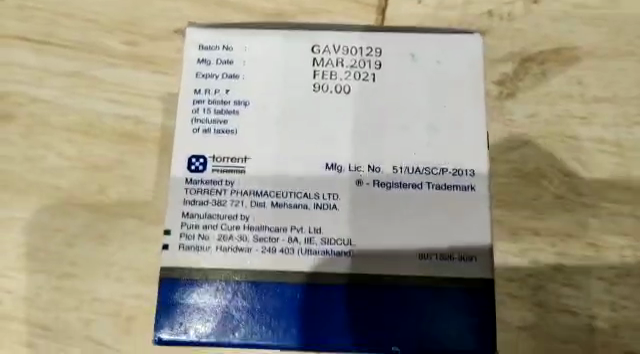 Batch No : GAV90129
Mfg. Date : MAR.2019
Expiry Date : FEB.2021
M.R.P. ₹ 90.00
per blister strip
of 15 tablets
(Inclusive
of all taxes)
torrent
PHARMA
Mfg. Lic. No. 51/UA/SC/P-2013
® - Registered Trademark
Marketed by :
TORRENT PHARMACEUTICALS LTD.
Indrad-382 721, Dist. Mehsana, INDIA.
Manufactured by :
Pure and Cure Healthcare Pvt. Ltd.
Plot No - 26A-30, Sector - 8A, IIE, SIDCUL,
Ranipur, Haridwar - 249 403 (Uttarakhand)